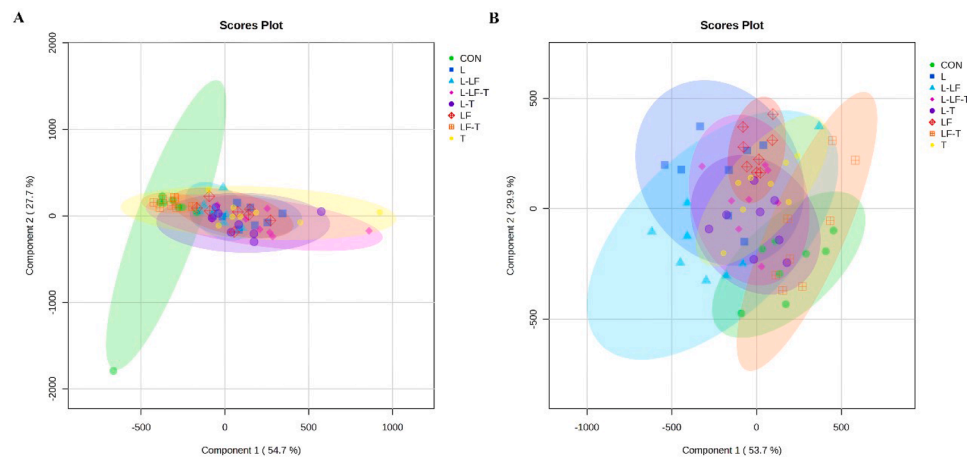 A
Scores Plot
Component 2 ( 27.7 %)
2000
1000
0
-1000
-2000
-500
0
500
1000
Component 1 ( 54.7 %)
CON
L
L-LF
L-LF-T
L-T
LF
LF-T
T
B
Scores Plot
Component 2 ( 29.9 %)
500
0
-500
-1000
-500
0
500
1000
Component 1 ( 53.7 %)
CON
L
L-LF
L-LF-T
L-T
LF
LF-T
T